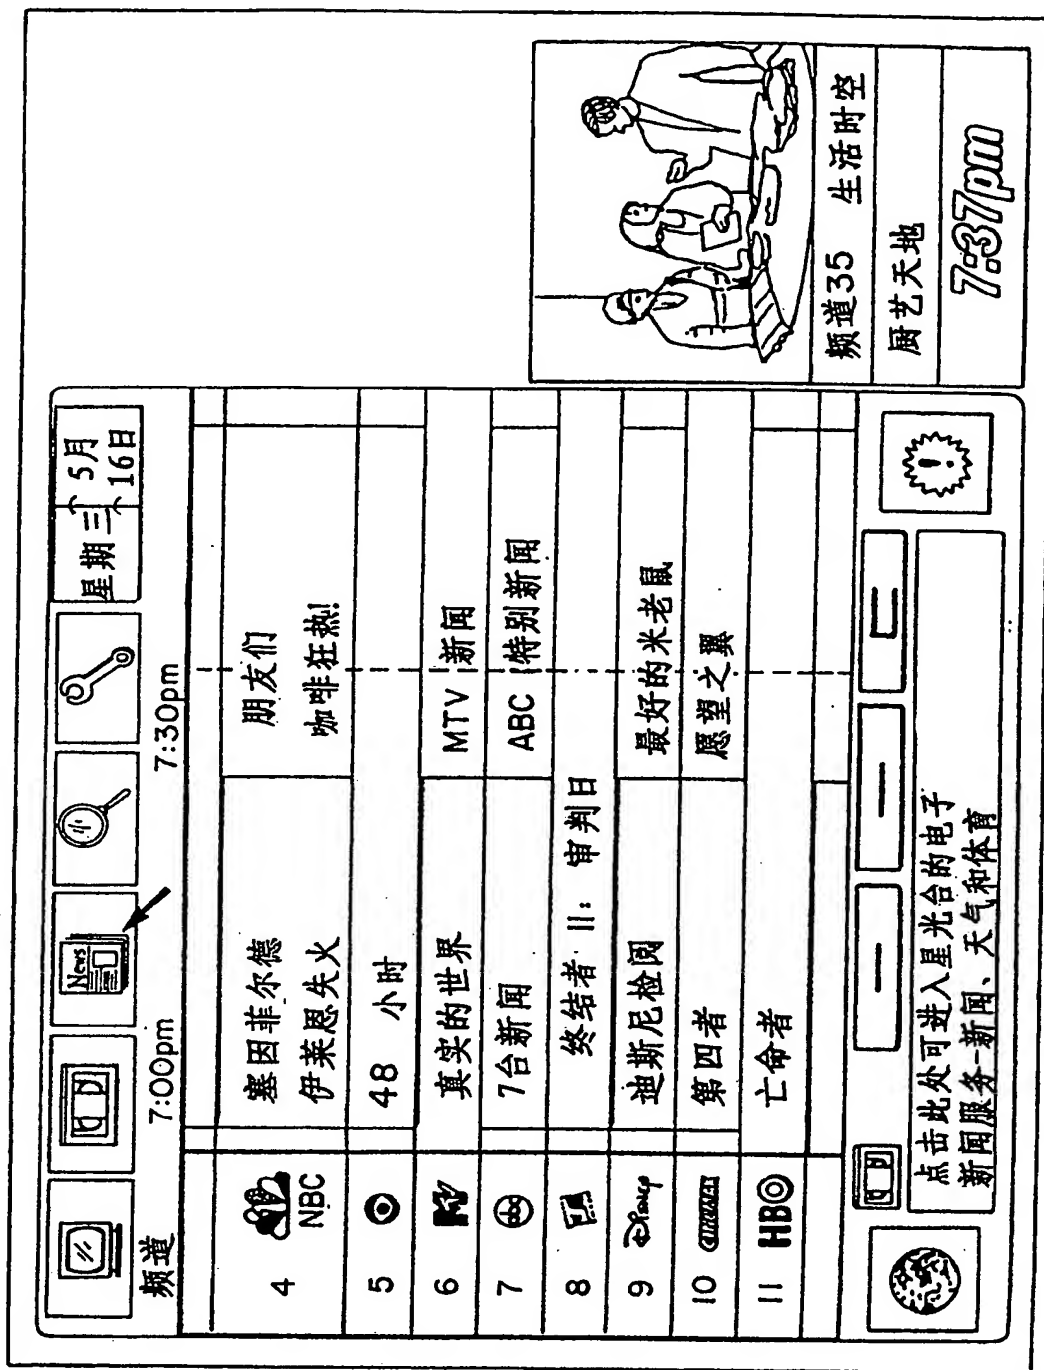 星期三 5月
16日
频道 7:00pm 7:30pm
4 NBC 塞因菲尔德 朋友们
伊莱恩失火 咖啡狂热!
5 48 小时
6 真实的世界 MTV 新闻
7 abc 7台新闻 ABC 特别新闻
8 终结者 II: 审判日
9 Disney 迪斯尼检阅 最好的米老鼠
10 第四者 愿望之翼
11 HBO 亡命者
News
点击此处可进入星光台的电子
新闻服务-新闻、天气和体育
频道35 生活时空
厨艺天地
7:37pm